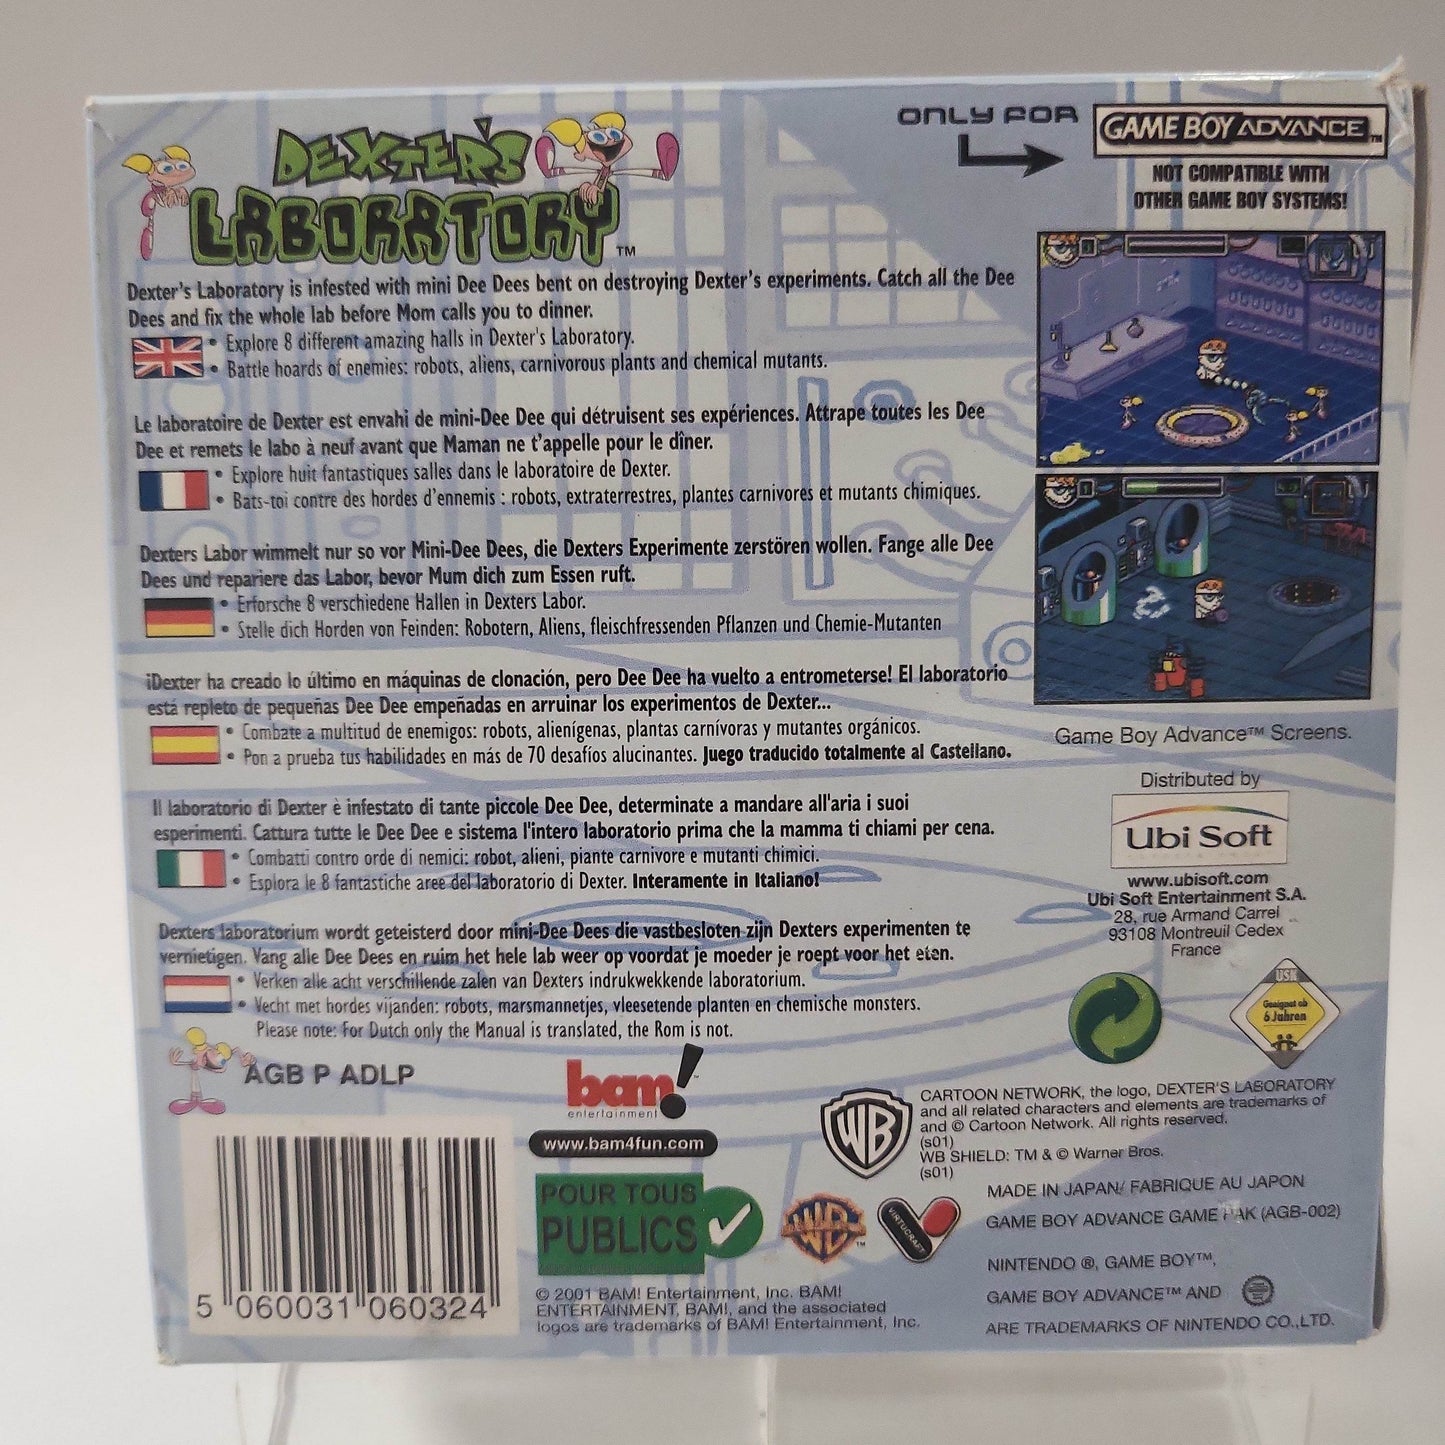 DEXTER'S
LABORATORY™
ONLY FOR
GAME BOY ADVANCE™
NOT COMPATIBLE WITH
OTHER GAME BOY SYSTEMS!
Dexter's Laboratory is infested with mini Dee Dees bent on destroying Dexter's experiments. Catch all the Dee
Dees and fix the whole lab before Mom calls you to dinner.
• Explore 8 different amazing halls in Dexter's Laboratory.
• Battle hoards of enemies: robots, aliens, carnivorous plants and chemical mutants.
Le laboratoire de Dexter est envahi de mini-Dee Dee qui détruisent ses expériences. Attrape toutes les Dee
Dee et remets le labo à neuf avant que Maman ne t'appelle pour le dîner.
• Explore huit fantastiques salles dans le laboratoire de Dexter.
• Bats-toi contre des hordes d'ennemis : robots, extraterrestres, plantes carnivores et mutants chimiques.
Dexters Labor wimmelt nur so vor Mini-Dee Dees, die Dexters Experimente zerstören wollen. Fange alle Dee
Dees und repariere das Labor, bevor Mum dich zum Essen ruft.
• Erforsche 8 verschiedene Hallen in Dexters Labor.
• Stelle dich Horden von Feinden: Robotern, Aliens, fleischfressenden Pflanzen und Chemie-Mutanten
¡Dexter ha creado lo último en máquinas de clonación, pero Dee Dee ha vuelto a entrometerse! El laboratorio
está repleto de pequeñas Dee Dee empeñadas en arruinar los experimentos de Dexter...
• Combate a multitud de enemigos: robots, alienígenas, plantas carnívoras y mutantes orgánicos.
• Pon a prueba tus habilidades en más de 70 desafíos alucinantes. Juego traducido totalmente al Castellano.
Il laboratorio di Dexter è infestato di tante piccole Dee Dee, determinate a mandare all'aria i suoi
esperimenti. Cattura tutte le Dee Dee e sistema l'intero laboratorio prima che la mamma ti chiami per cena.
• Combatti contro orde di nemici: robot, alieni, piante carnivore e mutanti chimici.
• Esplora le 8 fantastiche aree del laboratorio di Dexter. Interamente in Italiano!
Dexters laboratorium wordt geteisterd door mini-Dee Dees die vastbesloten zijn Dexters experimenten te
vernietigen. Vang alle Dee Dees en ruim het hele lab weer op voordat je moeder je roept voor het eten.
• Verken alle acht verschillende zalen van Dexters indrukwekkende laboratorium.
• Vecht met hordes vijanden: robots, marsmannetjes, vleesetende planten en chemische monsters.
Please note: For Dutch only the Manual is translated, the Rom is not.
Game Boy Advance™ Screens.
Distributed by
Ubi Soft
www.ubisoft.com
Ubi Soft Entertainment S.A.
28, rue Armand Carrel
93108 Montreuil Cedex
France
USK
Geeignet ab
6 Jahren
AGB P ADLP
bam!
entertainment
www.bam4fun.com
POUR TOUS
PUBLICS
WB
CARTOON NETWORK, the logo, DEXTER'S LABORATORY
and all related characters and elements are trademarks of
and © Cartoon Network. All rights reserved.
(s01)
WB SHIELD: TM & © Warner Bros.
(s01)
WB™
VIRTUCRAFT
MADE IN JAPAN/ FABRIQUE AU JAPON
GAME BOY ADVANCE GAME PAK (AGB-002)
NINTENDO ®, GAME BOY™,
GAME BOY ADVANCE™ AND
ARE TRADEMARKS OF NINTENDO CO.,LTD.
5 060031 060324
© 2001 BAM! Entertainment, Inc. BAM!
ENTERTAINMENT, BAM!, and the associated
logos are trademarks of BAM! Entertainment, Inc.